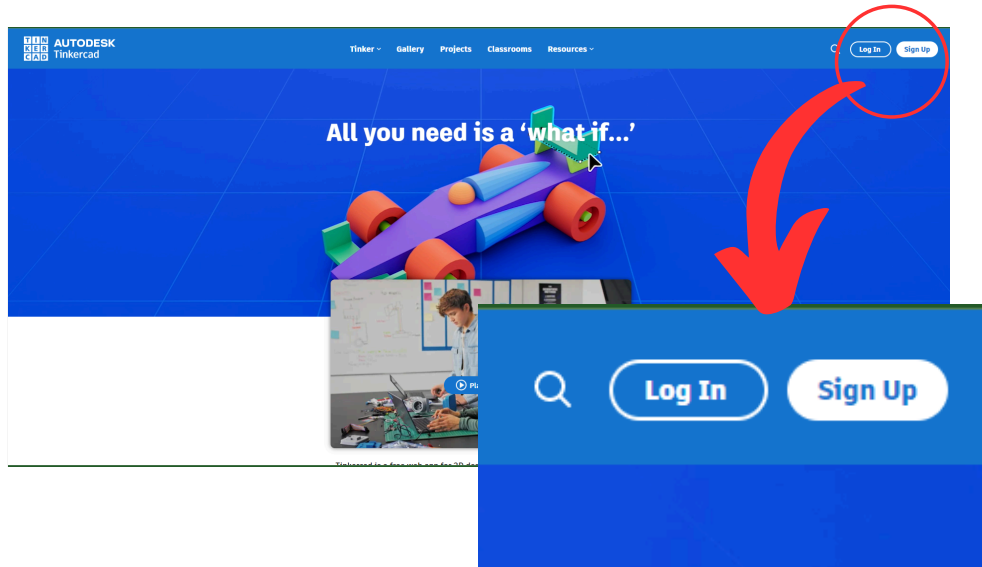 TIN
KER
CAD
AUTODESK
Tinkercad
Tinker
Gallery
Projects
Classrooms
Resources
Log In
Sign Up
All you need is a ‘what if...’
Log In
Sign Up